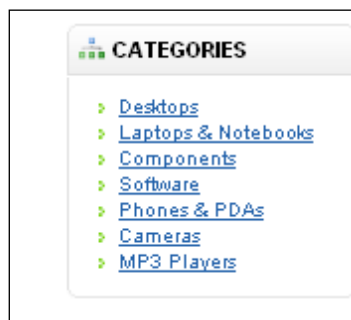 CATEGORIES
Desktops
Laptops & Notebooks
Components
Software
Phones & PDAs
Cameras
MP3 Players